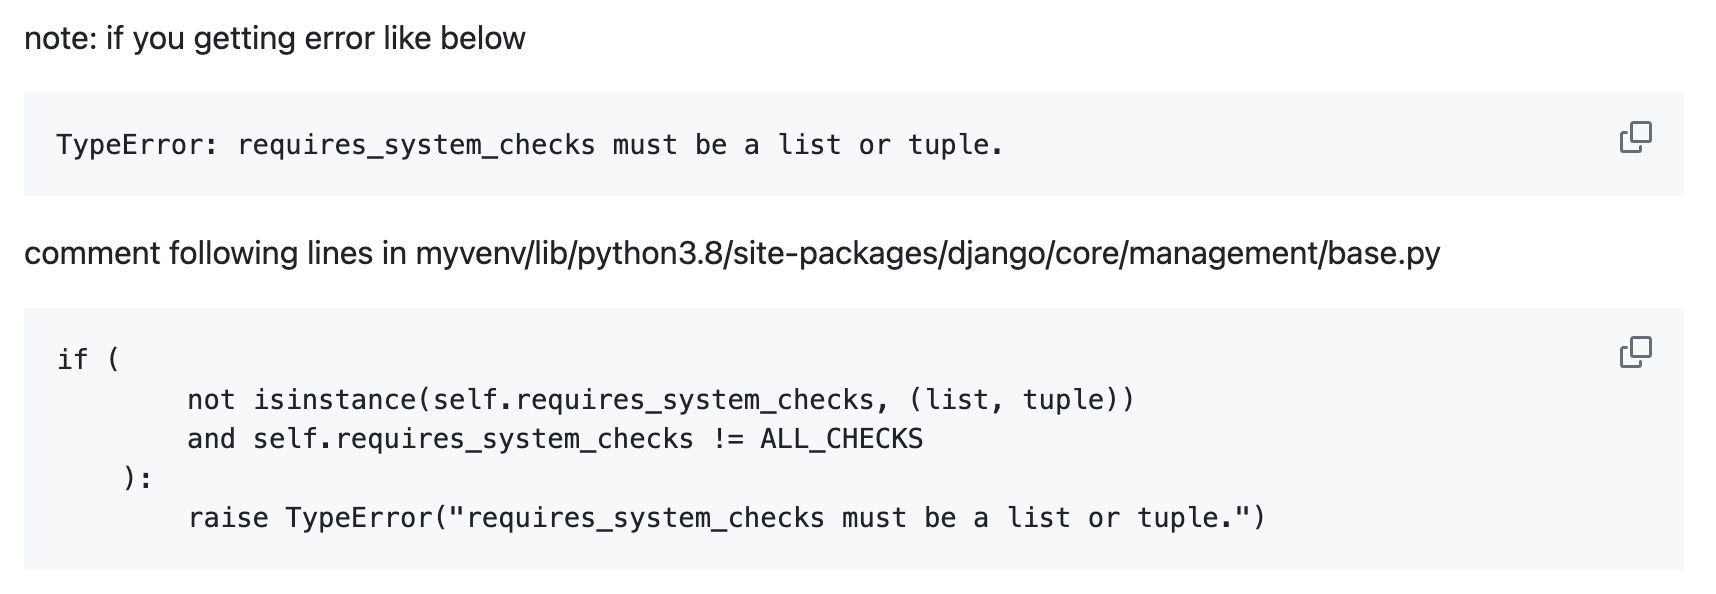 note: if you getting error like below
TypeError: requires_system_checks must be a list or tuple.
comment following lines in myvenv/lib/python3.8/site-packages/django/core/management/base.py
if (
        not isinstance(self.requires_system_checks, (list, tuple))
        and self.requires_system_checks != ALL_CHECKS
    ):
        raise TypeError("requires_system_checks must be a list or tuple.")